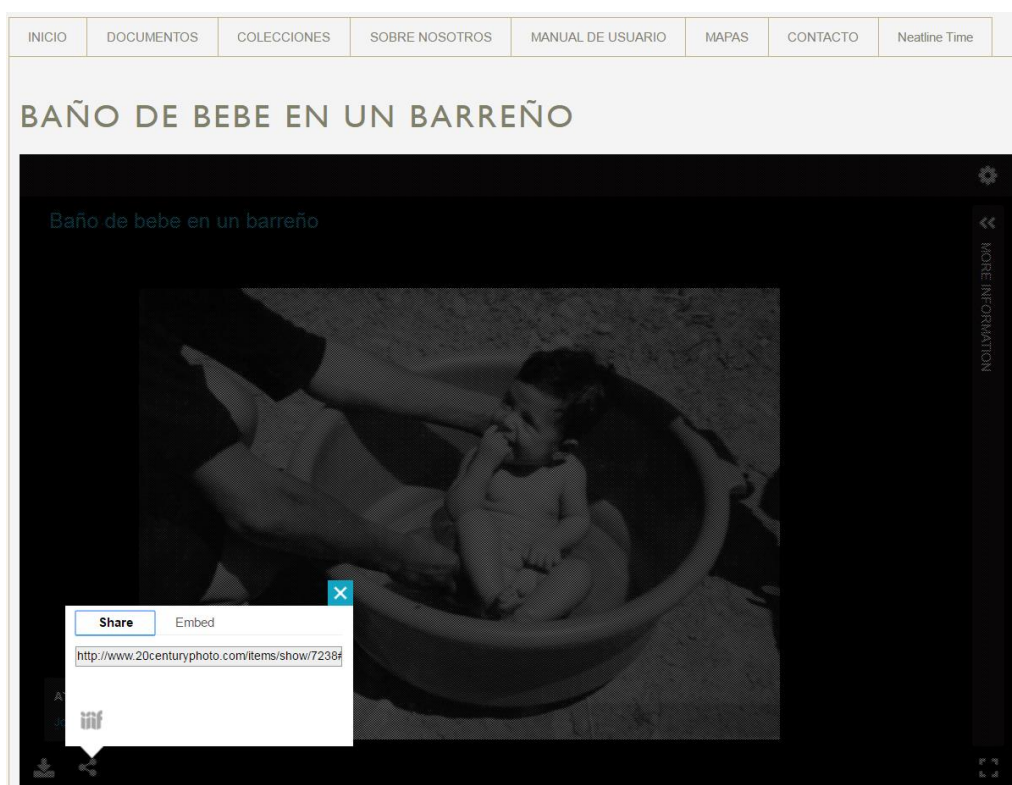 INICIO
DOCUMENTOS
COLECCIONES
SOBRE NOSOTROS
MANUAL DE USUARIO
MAPAS
CONTACTO
Neatline Time
BAÑO DE BEBE EN UN BARREÑO
Baño de bebe en un barreño
MORE INFORMATION
Share
Embed
http://www.20centuryphoto.com/items/show/7238#
iiif